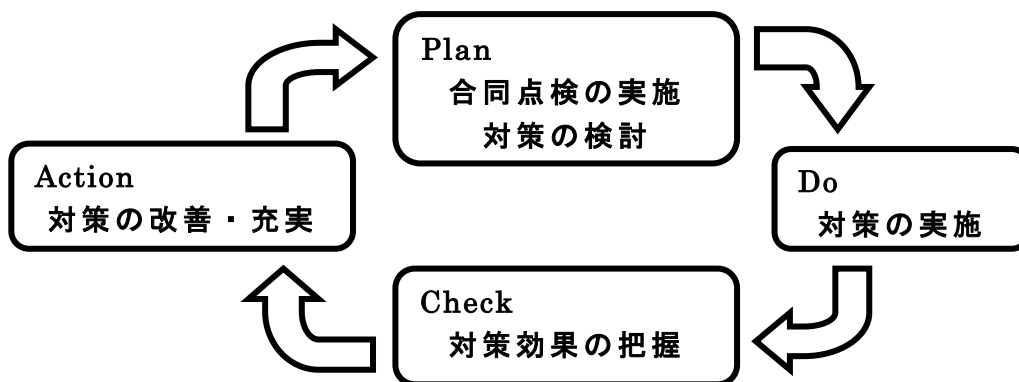 Plan
合同点検の実施
対策の検討
Do
対策の実施
Check
対策効果の把握
Action
対策の改善・充実